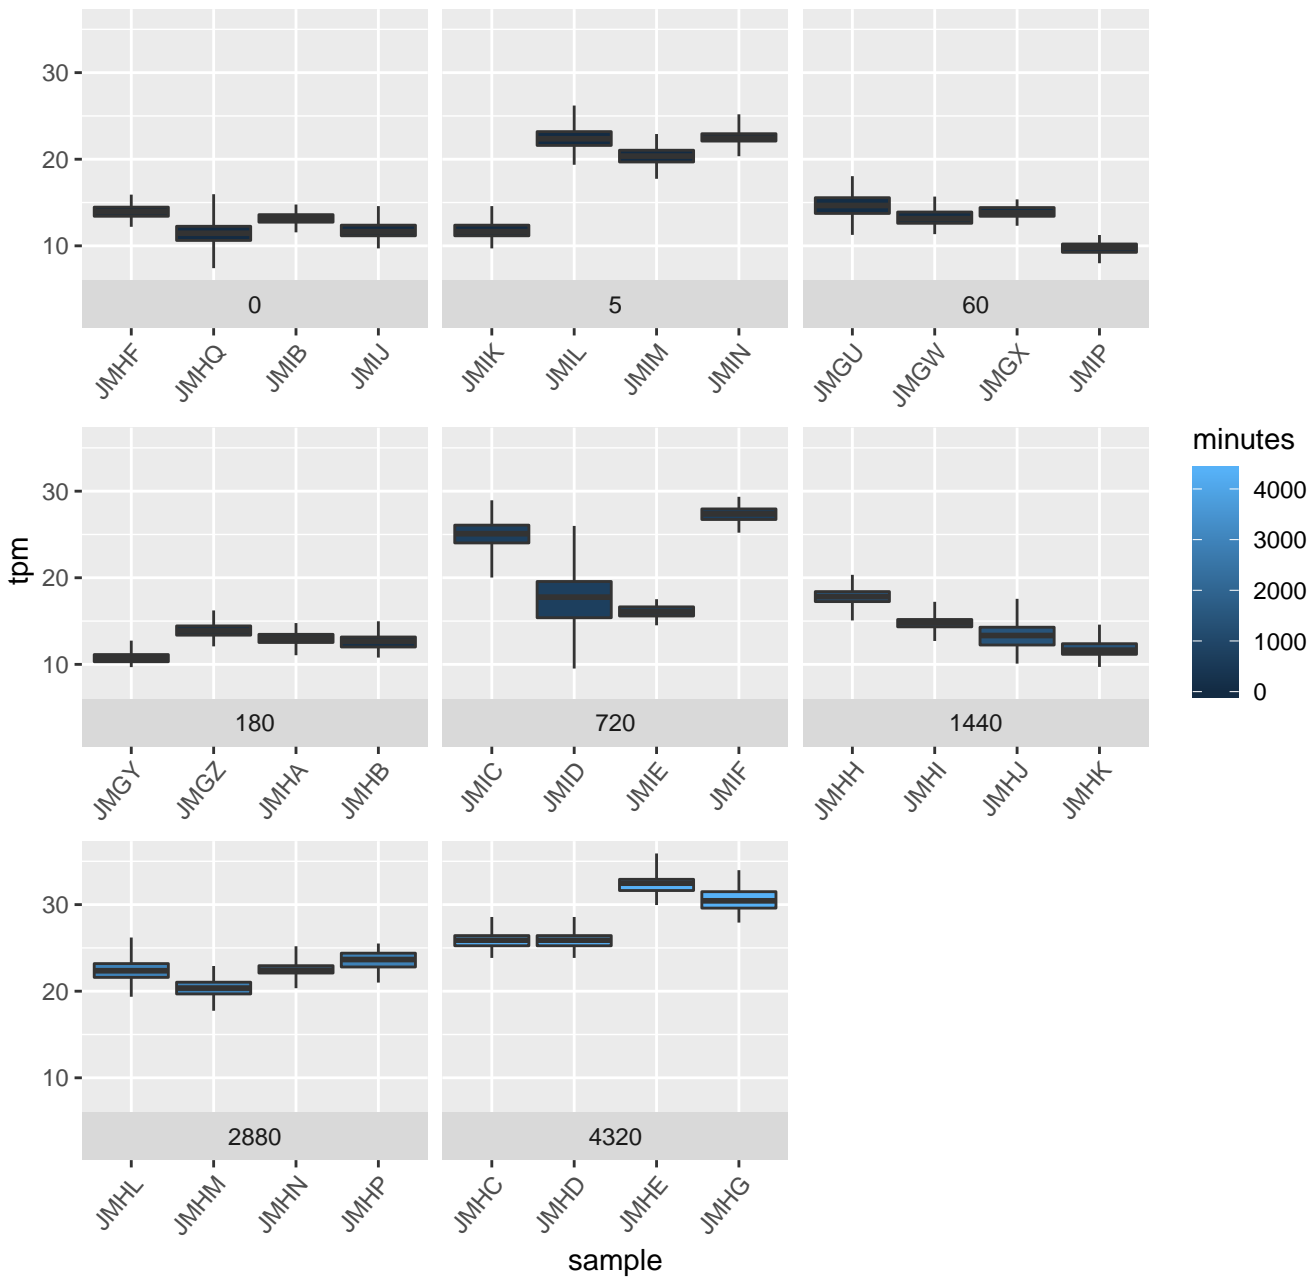 30
20
10
0
5
60
JMHF
JMHQ
JMIB
JMIJ
JMIK
JMIL
JMIM
JMIN
JMGU
JMGW
JMGX
JMIP
30
20
10
tpm
180
720
1440
JMGY
JMGZ
JMHA
JMHB
JMIC
JMID
JMIE
JMIF
JMHH
JMHI
JMHJ
JMHK
minutes
4000
3000
2000
1000
0
30
20
10
2880
4320
JMHL
JMHM
JMHN
JMHP
JMHC
JMHD
JMHE
JMHG
sample